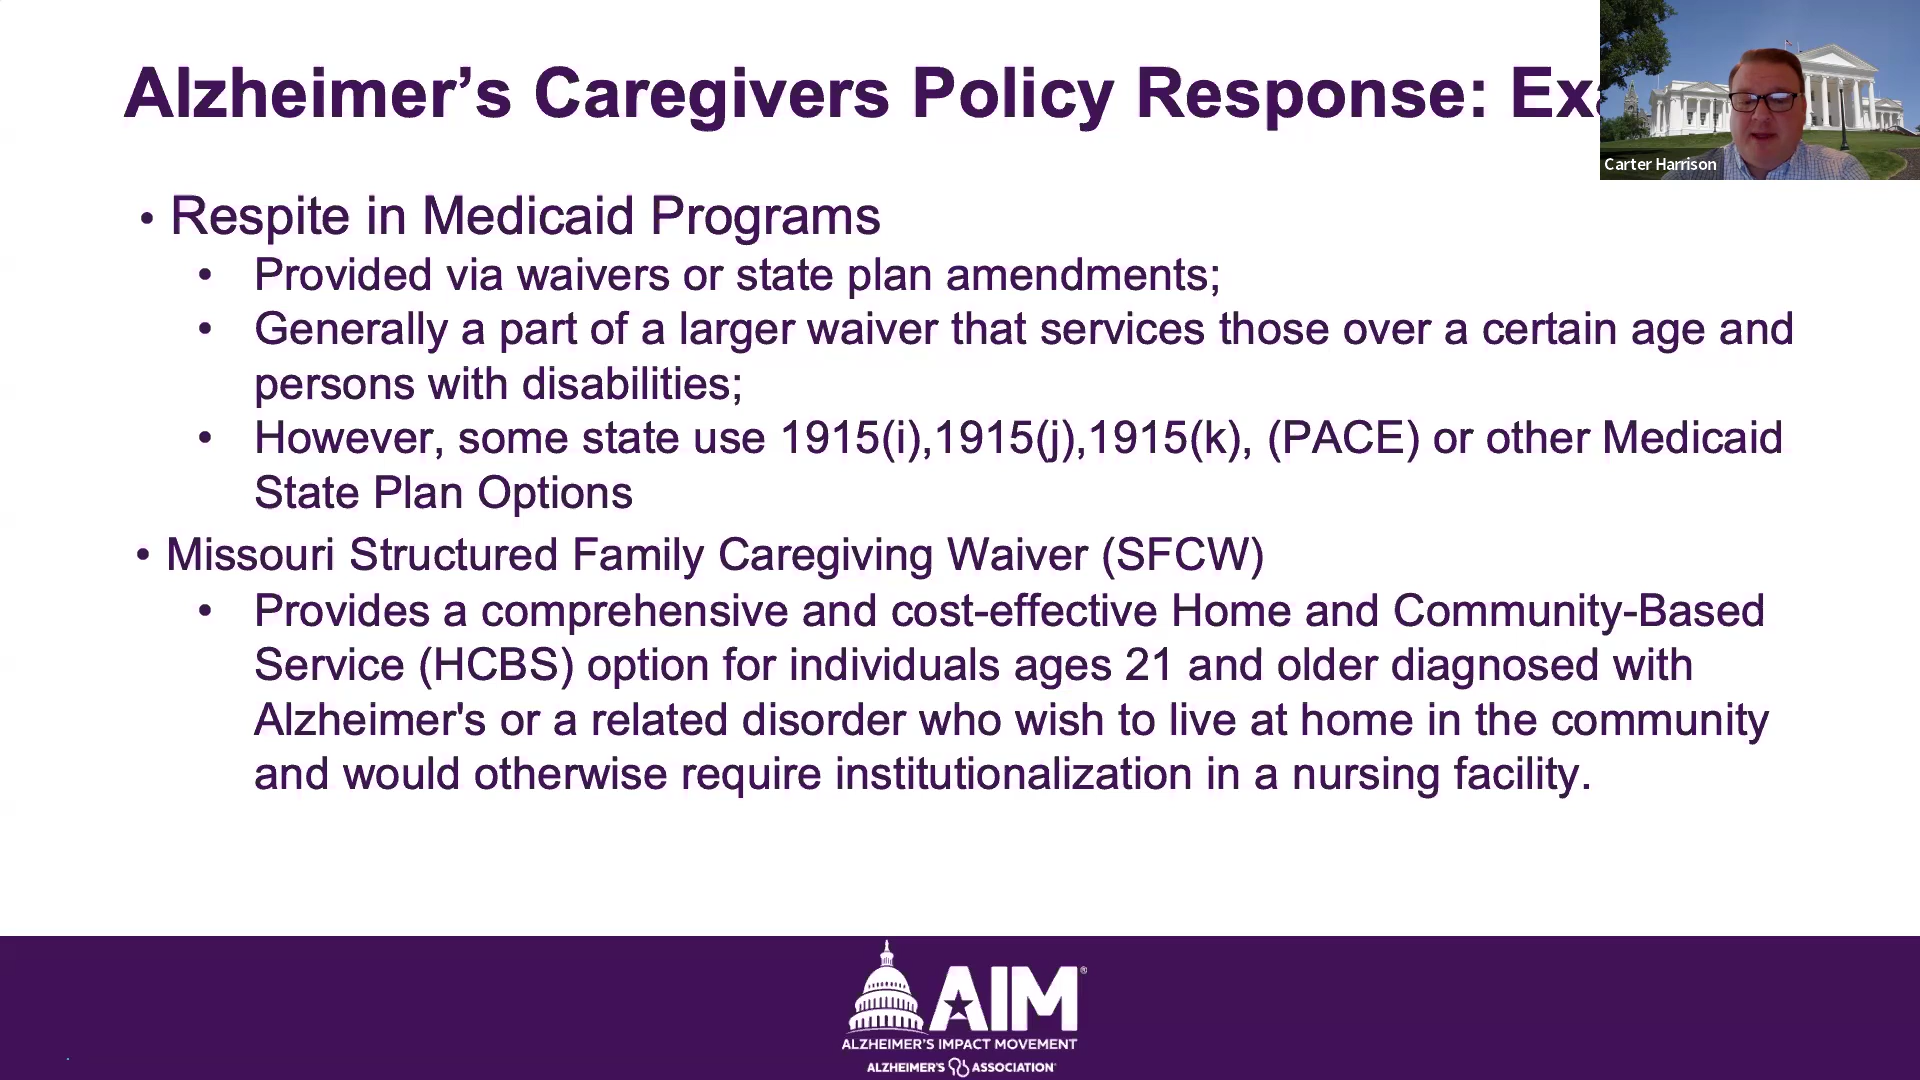 Alzheimer’s Caregivers Policy Response:
Carter Harrison
• Respite in Medicaid Programs
• Provided via waivers or state plan amendments;
• Generally a part of a larger waiver that services those over a certain age and
persons with disabilities;
• However, some state use 1915(i),1915(j),1915(k), (PACE) or other Medicaid
State Plan Options
• Missouri Structured Family Caregiving Waiver (SFCW)
• Provides a comprehensive and cost-effective Home and Community-Based
Service (HCBS) option for individuals ages 21 and older diagnosed with
Alzheimer's or a related disorder who wish to live at home in the community
and would otherwise require institutionalization in a nursing facility.
AIM®
ALZHEIMER’S IMPACT MOVEMENT
ALZHEIMER’S ASSOCIATION